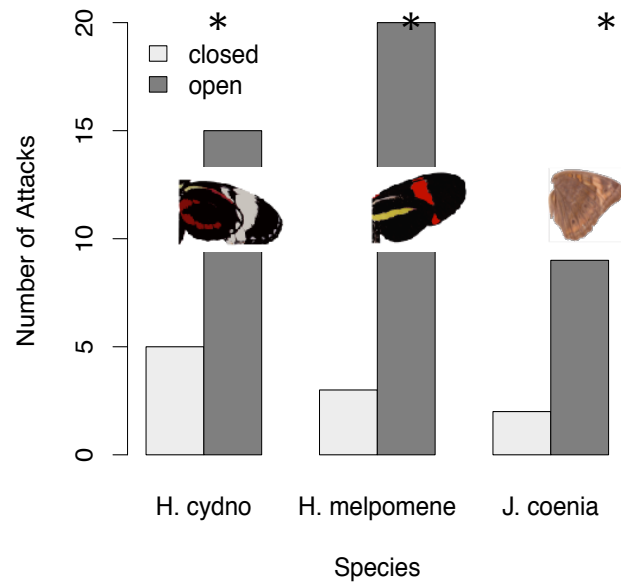 * * *
closed
open
Number of Attacks
20
15
10
5
0
H. cydno H. melpomene J. coenia
Species